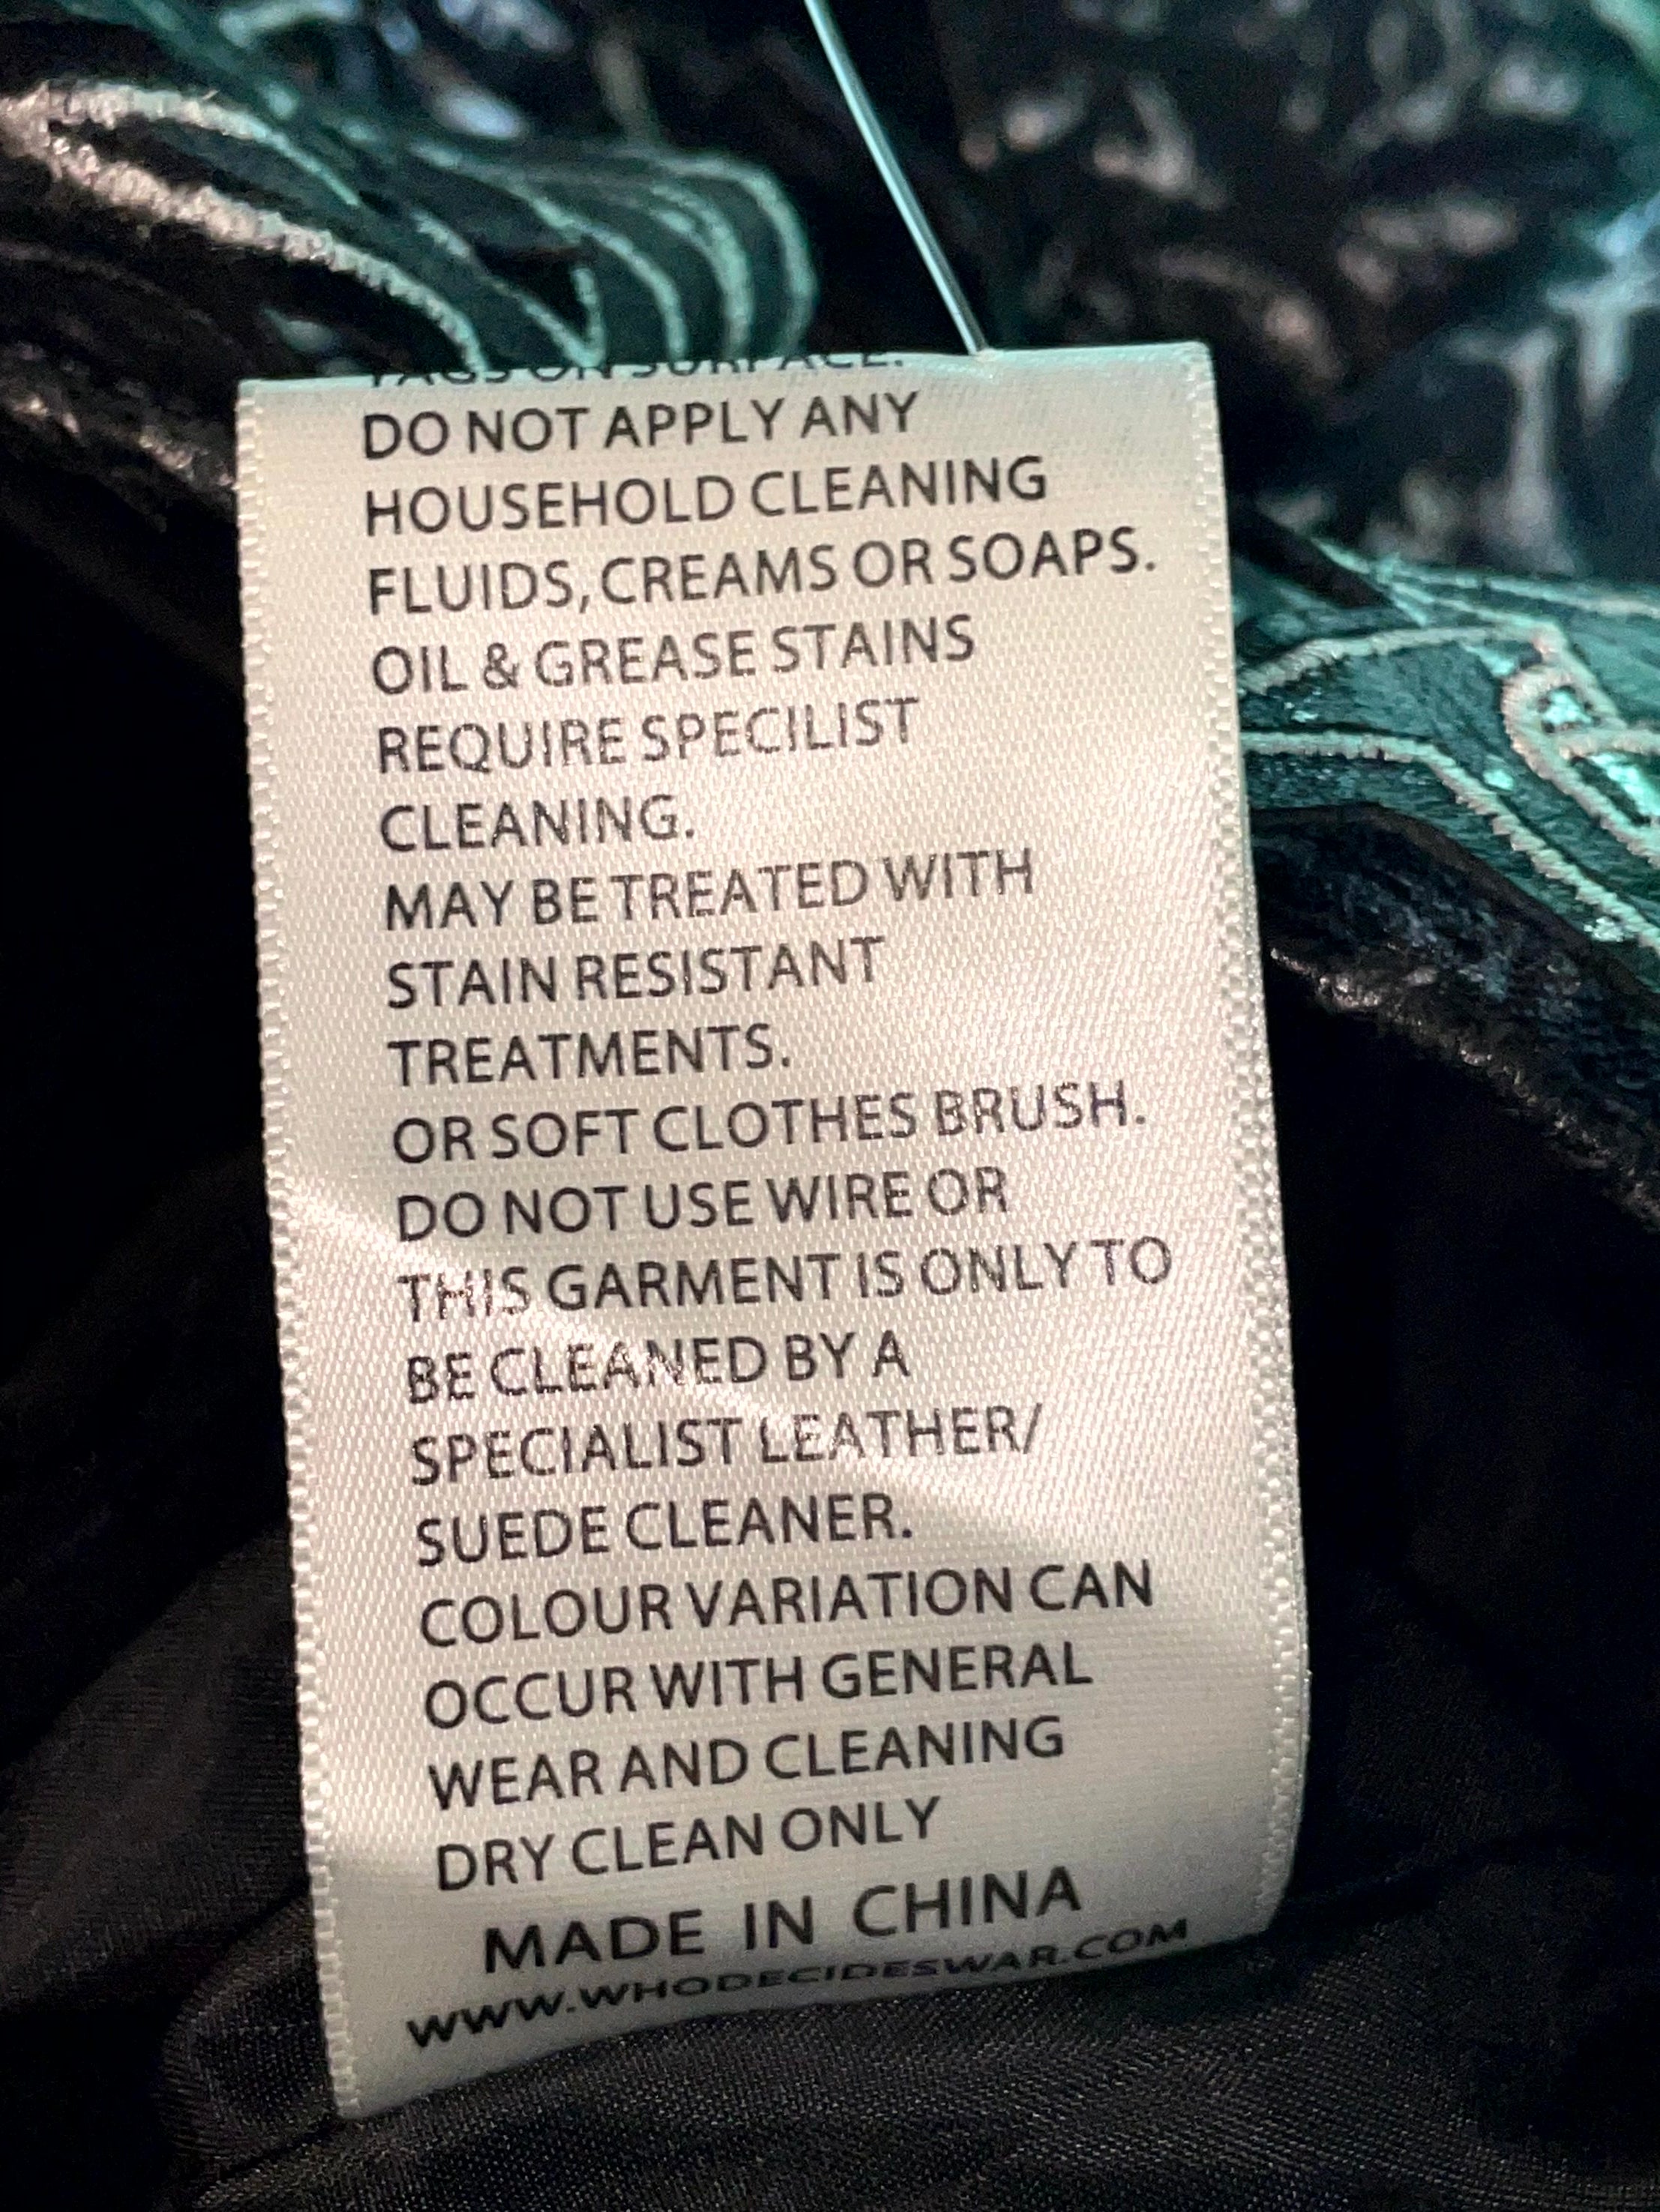 TAGS ON SURFACE.
DO NOT APPLY ANY
HOUSEHOLD CLEANING
FLUIDS, CREAMS OR SOAPS.
OIL & GREASE STAINS
REQUIRE SPECILIST
CLEANING.
MAY BE TREATED WITH
STAIN RESISTANT
TREATMENTS.
OR SOFT CLOTHES BRUSH.
DO NOT USE WIRE OR
THIS GARMENT IS ONLY TO
BE CLEANED BY A
SPECIALIST LEATHER/
SUEDE CLEANER.
COLOUR VARIATION CAN
OCCUR WITH GENERAL
WEAR AND CLEANING
DRY CLEAN ONLY
MADE IN CHINA
WWW.WHODECIDESWAR.COM